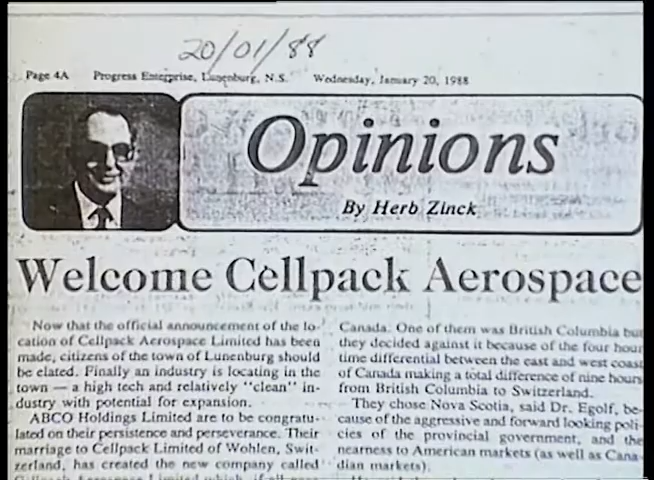 20/01/88
Page 4A Progress Enterprise, Lunenburg, N.S. Wednesday, January 20, 1988
Opinions
By Herb Zinck
Welcome Cellpack Aerospace
Now that the official announcement of the lo-
cation of Cellpack Aerospace Limited has been
made, citizens of the town of Lunenburg should
be elated. Finally an industry is locating in the
town — a high tech and relatively "clean" in-
dustry with potential for expansion.
ABCO Holdings Limited are to be congratu-
lated on their persistence and perseverance. Their
marriage to Cellpack Limited of Wohlen, Swit-
zerland, has created the new company called
Canada. One of them was British Columbia but
they decided against it because of the four hour
time differential between the east and west coast
of Canada making a total difference of nine hours
from British Columbia to Switzerland.
They chose Nova Scotia, said Dr. Egolf, be-
cause of the aggressive and forward looking poli-
cies of the provincial government, and the
nearness to American markets (as well as Cana-
dian markets).